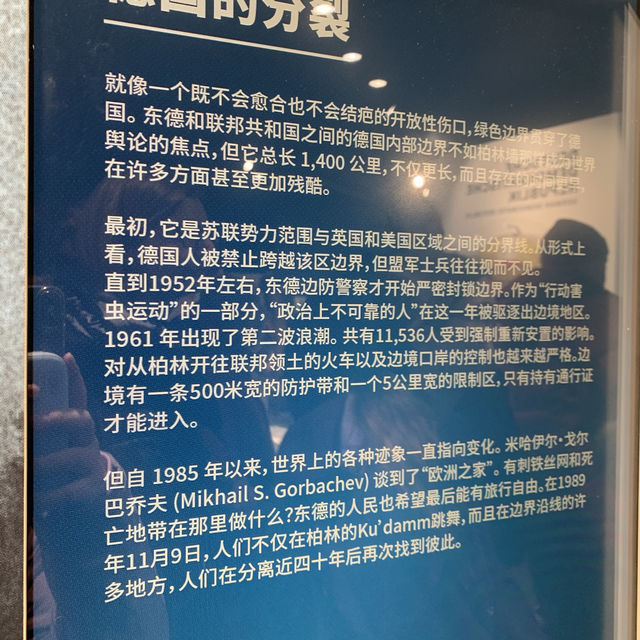 德国的分裂
就像一个既不会愈合也不会结疤的开放性伤口，绿色边界贯穿了德
国。东德和联邦共和国之间的德国内部边界不如柏林墙那样成为世界
舆论的焦点，但它总长 1,400 公里，不仅更长，而且存在的时间更早，
在许多方面甚至更加残酷。
最初，它是苏联势力范围与英国和美国区域之间的分界线。从形式上
看，德国人被禁止跨越该区边界，但盟军士兵往往视而不见。
直到1952年左右，东德边防警察才开始严密封锁边界。作为“行动害
虫运动”的一部分，“政治上不可靠的人”在这一年被驱逐出边境地区。
1961 年出现了第二波浪潮。共有11,536人受到强制重新安置的影响。
对从柏林开往联邦领土的火车以及边境口岸的控制也越来越严格。边
境有一条500米宽的防护带和一个5公里宽的限制区，只有持有通行证
才能进入。
但自 1985 年以来，世界上的各种迹象一直指向变化。米哈伊尔·戈尔
巴乔夫 (Mikhail S. Gorbachev) 谈到了“欧洲之家”。有刺铁丝网和死
亡地带在那里做什么？东德的人民也希望最后能有旅行自由。在1989
年11月9日，人们不仅在柏林的Ku’damm跳舞，而且在边界沿线的许
多地方，人们在分离近四十年后再次找到彼此。